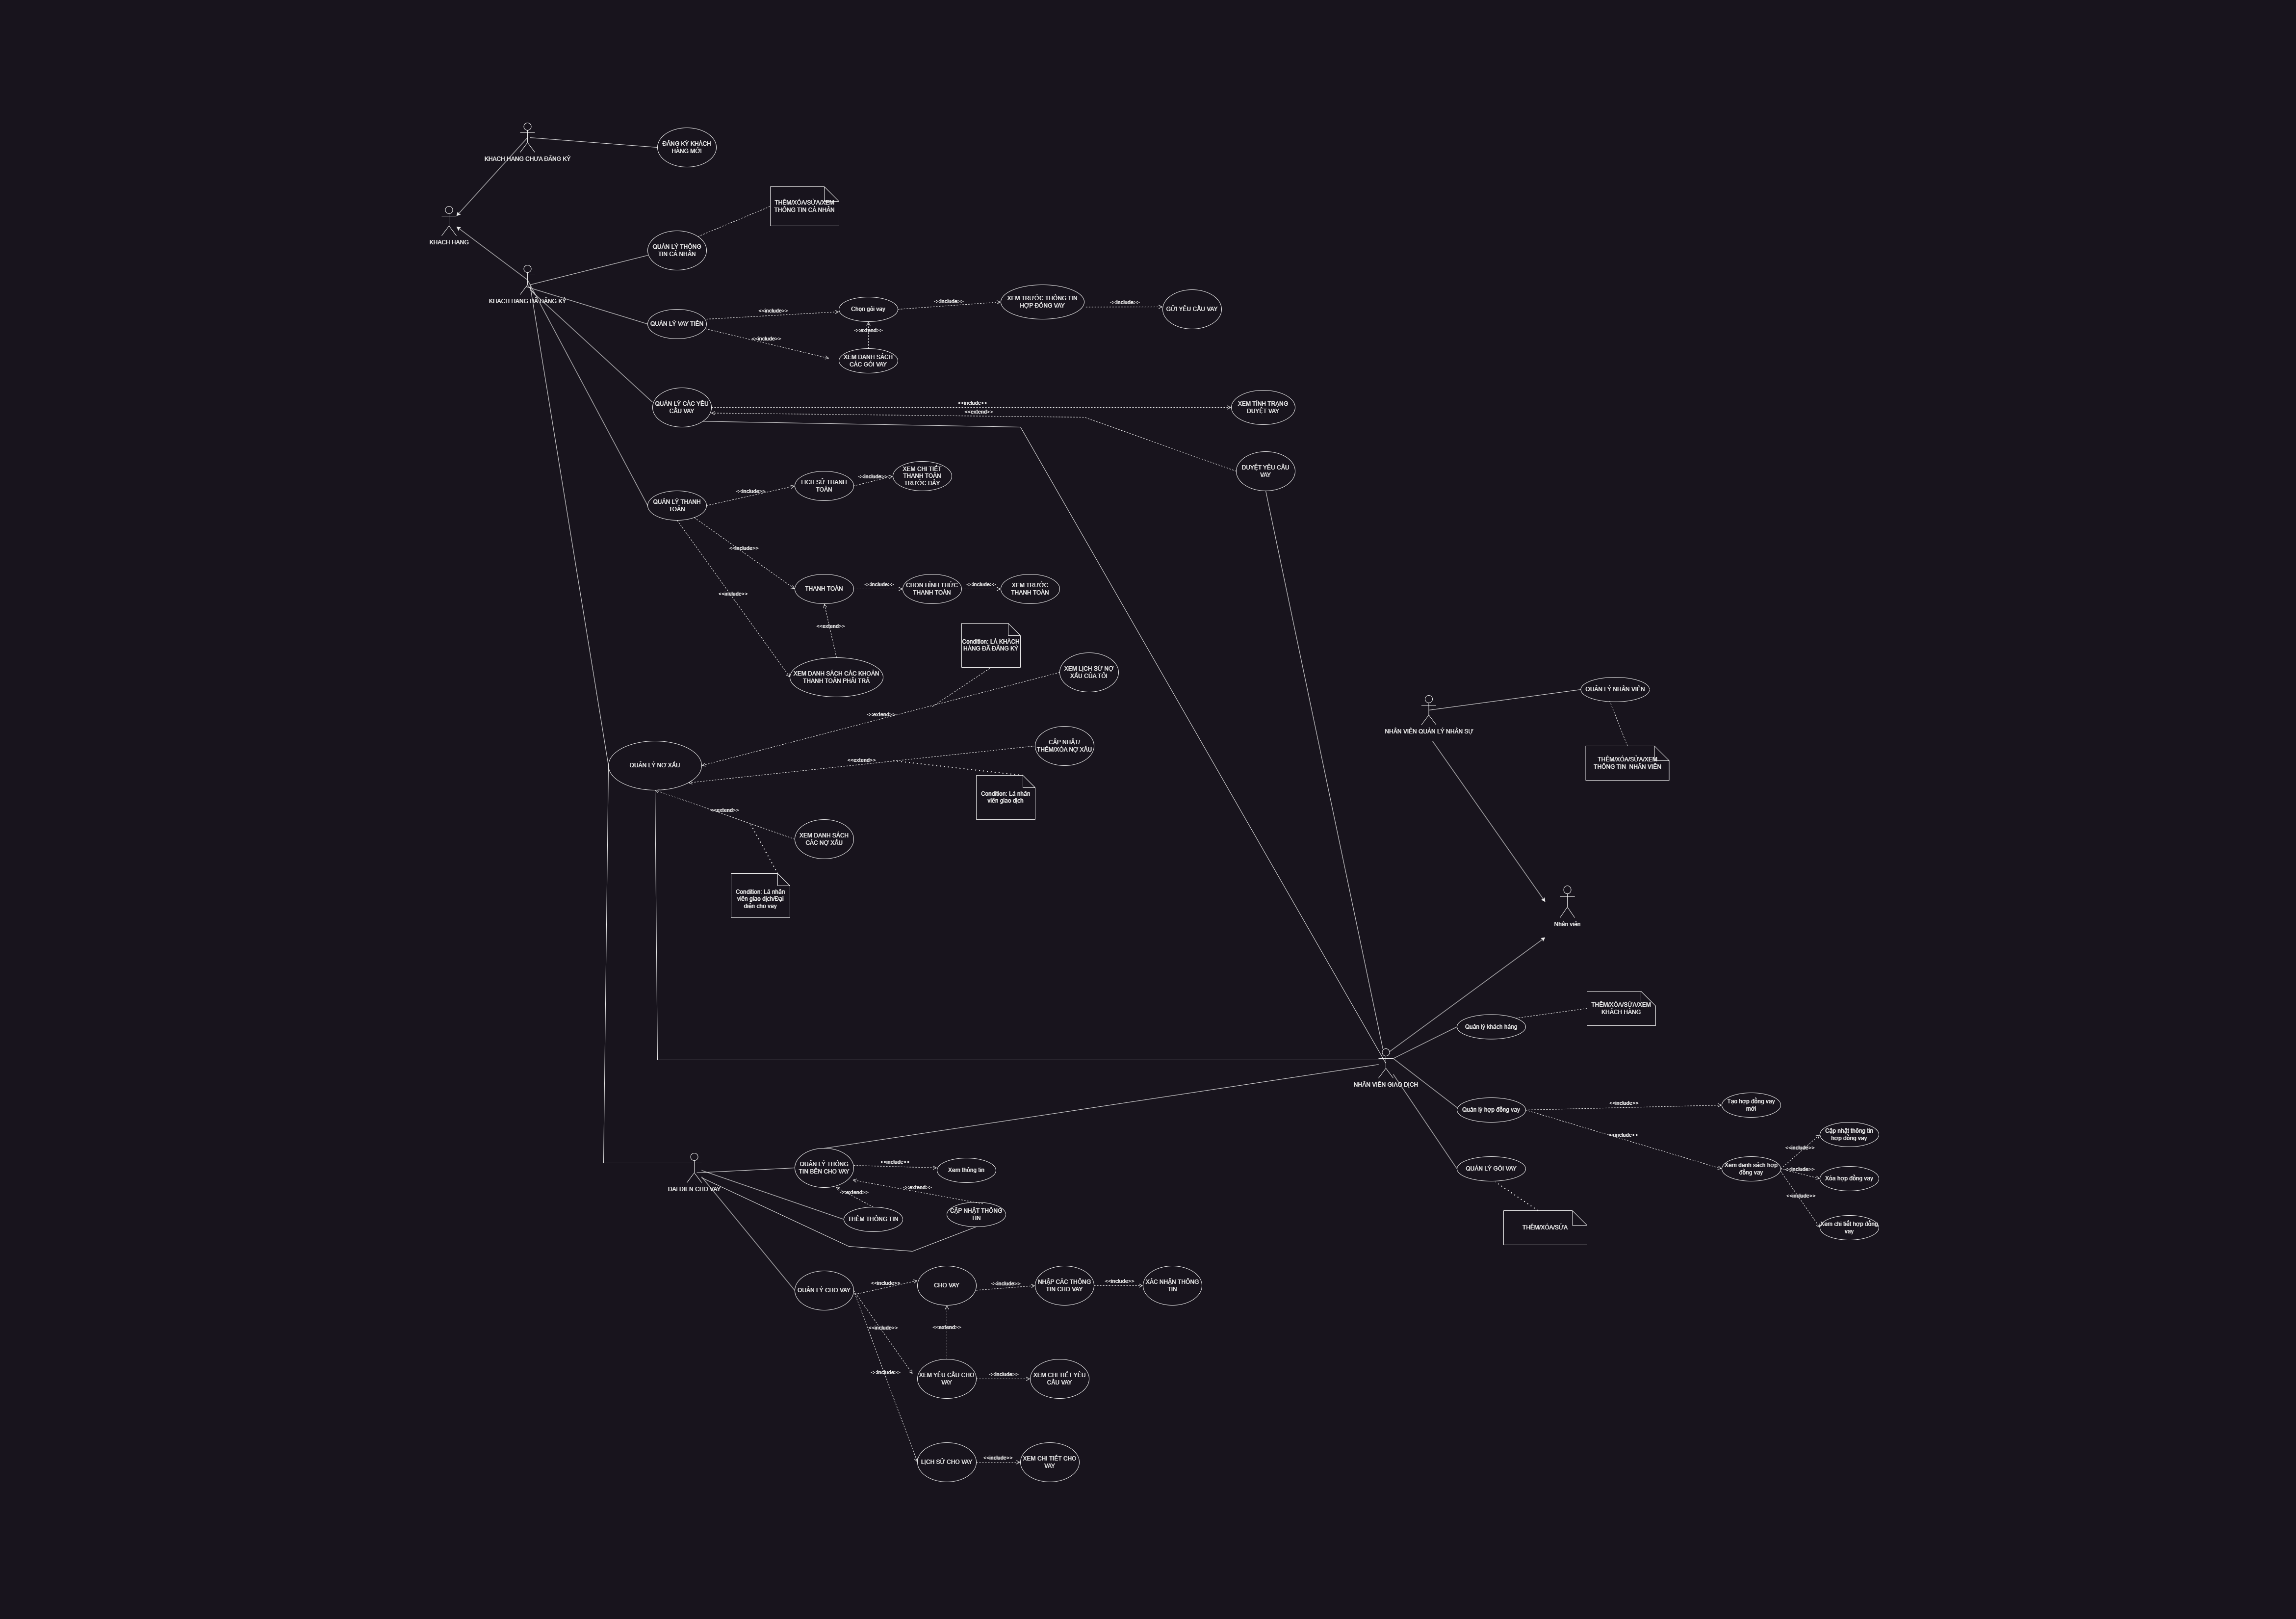 KHACH HANG CHƯA ĐĂNG KÝ
ĐĂNG KÝ KHÁCH
HÀNG MỚI
THÊM/XÓA/SỬA/XEM
THÔNG TIN CÁ NHÂN
KHACH HANG
QUẢN LÝ THÔNG
TIN CÁ NHÂN
KHACH HANG ĐÃ ĐĂNG KÝ
QUẢN LÝ VAY TIỀN
<<include>>
<<include>>
Chọn gói vay
<<extend>>
XEM DANH SÁCH
CÁC GÓI VAY
<<include>>
XEM TRƯỚC THÔNG TIN
HỢP ĐỒNG VAY
<<include>>
GỬI YÊU CẦU VAY
QUẢN LÝ CÁC YÊU
CẦU VAY
<<include>>
<<extend>>
XEM TÌNH TRẠNG
DUYỆT VAY
DUYỆT YÊU CẦU
VAY
QUẢN LÝ THANH
TOÁN
<<include>>
LỊCH SỬ THANH
TOÁN
<<include>>
XEM CHI TIẾT
THANH TOÁN
TRƯỚC ĐÂY
<<include>>
<<include>>
THANH TOÁN
<<include>>
CHỌN HÌNH THỨC
THANH TOÁN
<<include>>
XEM TRƯỚC
THANH TOÁN
<<extend>>
XEM DANH SÁCH CÁC KHOẢN
THANH TOÁN PHẢI TRẢ
Condition: LÀ KHÁCH
HÀNG ĐÃ ĐĂNG KÝ
XEM LỊCH SỬ NỢ
XẤU CỦA TÔI
<<extend>>
QUẢN LÝ NỢ XẤU
<<extend>>
CẬP NHẬT/
THÊM/XÓA NỢ XẤU
Condition: Là nhân
viên giao dịch
<<extend>>
XEM DANH SÁCH
CÁC NỢ XẤU
Condition: Là nhân
viên giao dịch/Đại
diện cho vay
QUẢN LÝ NHÂN VIÊN
NHÂN VIÊN QUẢN LÝ NHÂN SỰ
THÊM/XÓA/SỬA/XEM
THÔNG TIN NHÂN VIÊN
Nhân viên
THÊM/XÓA/SỬA/XEM
KHÁCH HÀNG
Quản lý khách hàng
NHÂN VIÊN GIAO DỊCH
Quản lý hợp đồng vay
<<include>>
Tạo hợp đồng vay
mới
<<include>>
Xem danh sách hợp
đồng vay
<<include>>
Cập nhật thông tin
hợp đồng vay
<<include>>
Xóa hợp đồng vay
<<include>>
Xem chi tiết hợp đồng
vay
QUẢN LÝ GÓI VAY
THÊM/XÓA/SỬA
DAI DIEN CHO VAY
QUẢN LÝ THÔNG
TIN BÊN CHO VAY
<<include>>
Xem thông tin
<<extend>>
<<extend>>
THÊM THÔNG TIN
CẬP NHẬT THÔNG
TIN
QUẢN LÝ CHO VAY
<<include>>
CHO VAY
<<include>>
NHẬP CÁC THÔNG
TIN CHO VAY
<<include>>
XÁC NHẬN THÔNG
TIN
<<include>>
<<extend>>
<<include>>
XEM YÊU CẦU CHO
VAY
<<include>>
XEM CHI TIẾT YÊU
CẦU VAY
LỊCH SỬ CHO VAY
<<include>>
XEM CHI TIẾT CHO
VAY